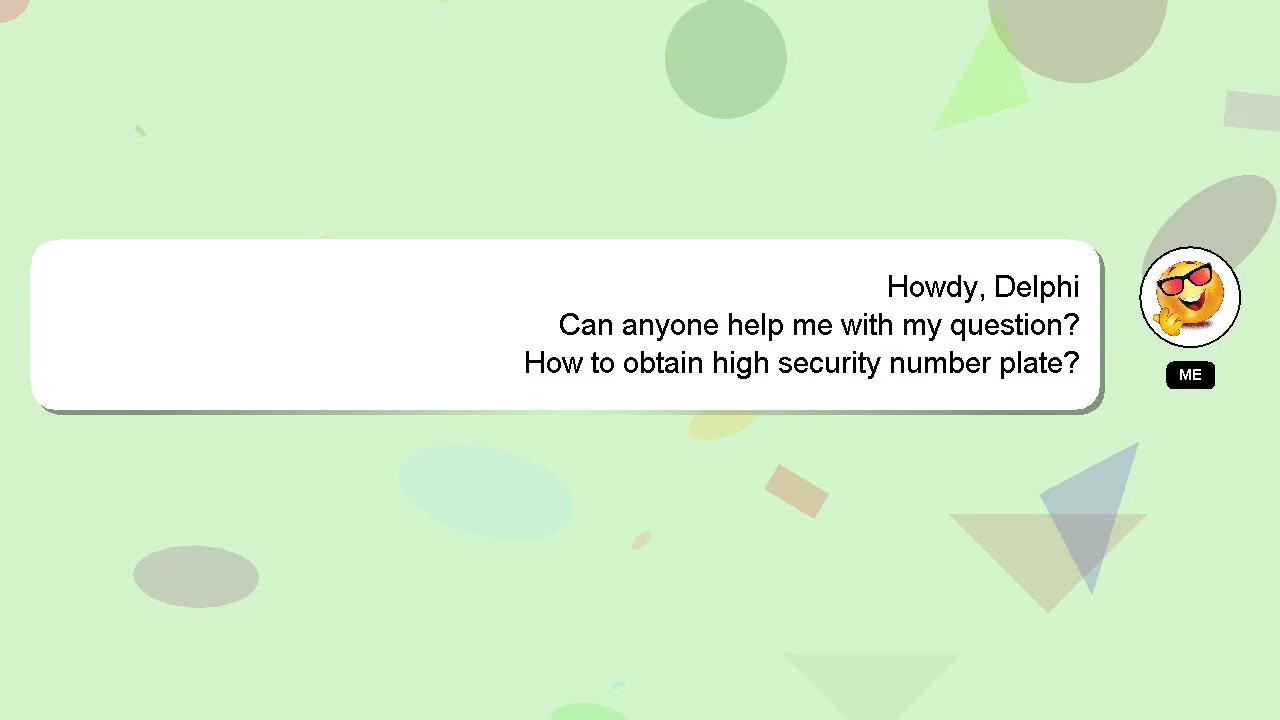 Howdy, Delphi
Can anyone help me with my question?
How to obtain high security number plate?
ME